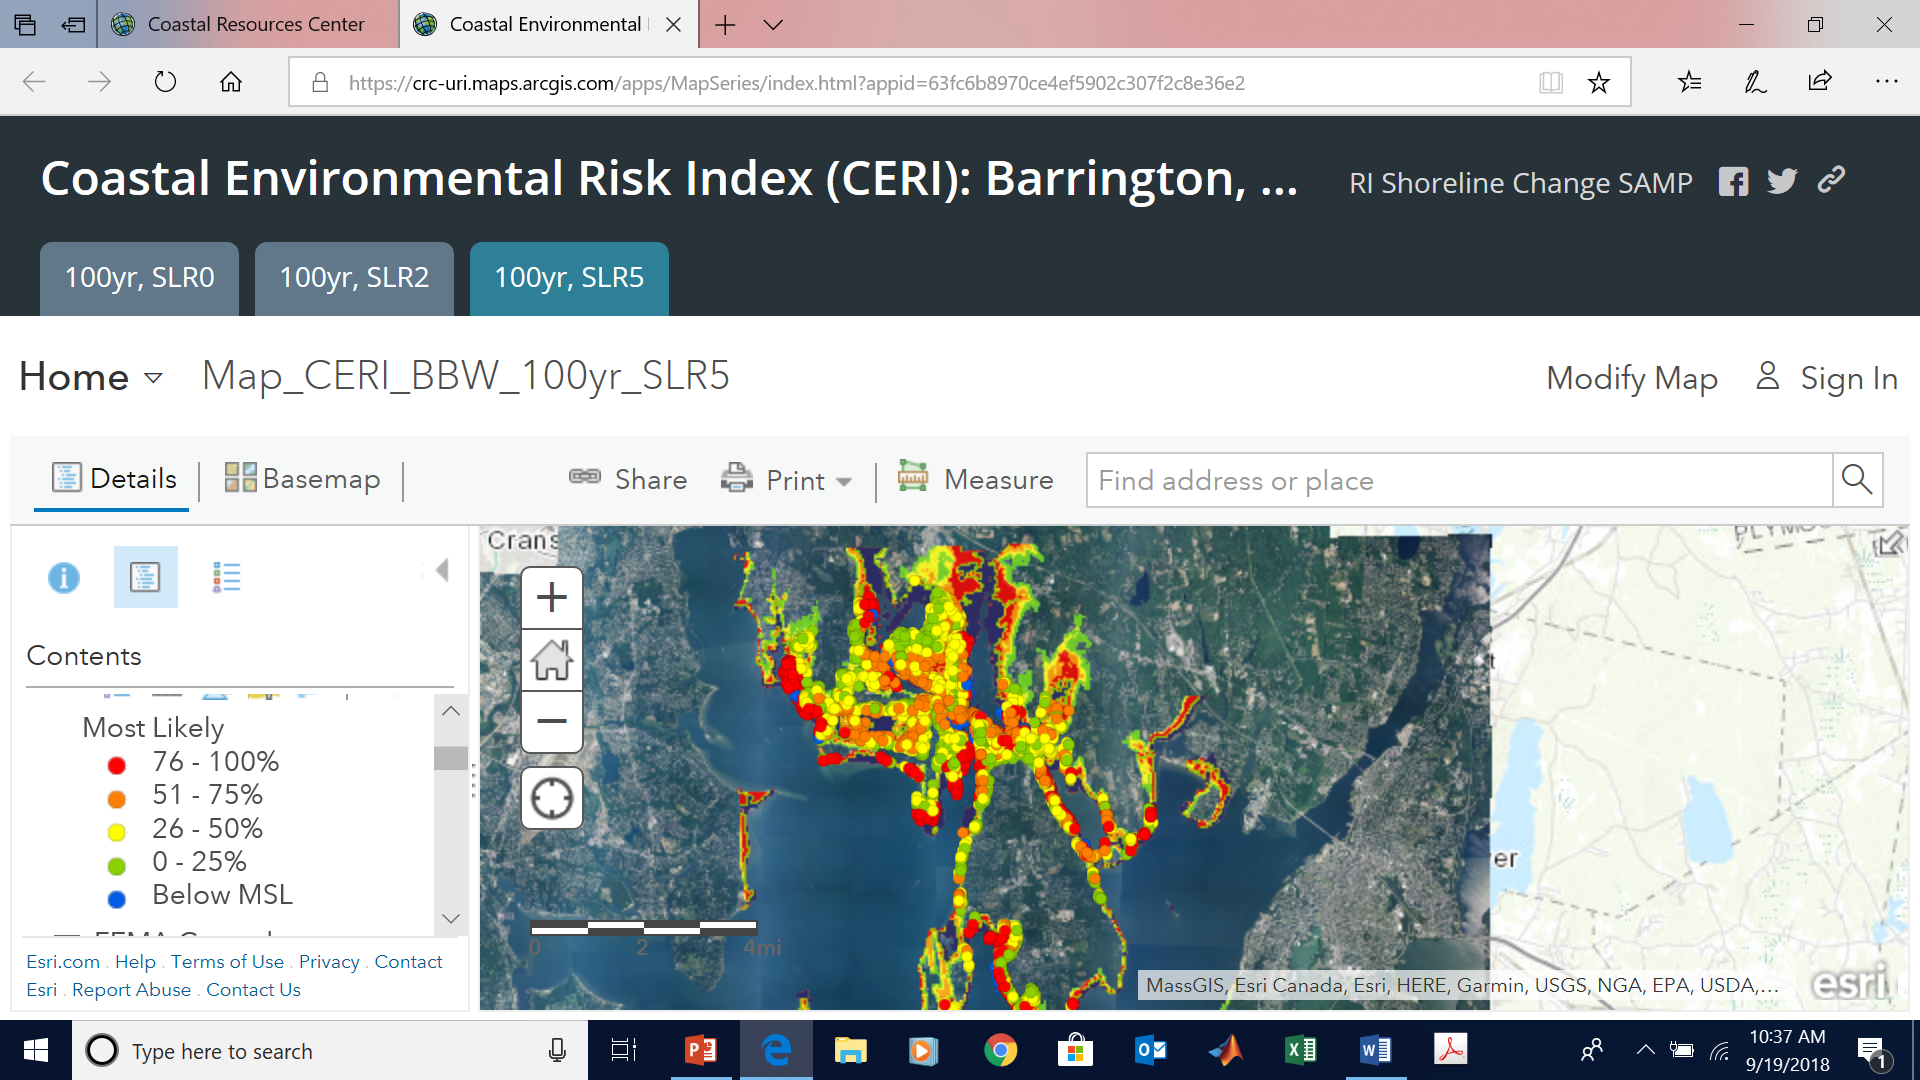 Coastal Resources Center
Coastal Environmental
https://crc-uri.maps.arcgis.com/apps/MapSeries/index.html?appid=63fc6b8970ce4ef5902c307f2c8e36e2
Coastal Environmental Risk Index (CERI): Barrington, ...
RI Shoreline Change SAMP
100yr, SLR0
100yr, SLR2
100yr, SLR5
Home
Map_CERI_BBW_100yr_SLR5
Modify Map
Sign In
Details
Basemap
Share
Print
Measure
Find address or place
Contents
Most Likely
76 - 100%
51 - 75%
26 - 50%
0 - 25%
Below MSL
Esri.com . Help . Terms of Use . Privacy . Contact
Esri . Report Abuse . Contact Us
Crans
0 2 4mi
er
MassGIS, Esri Canada, Esri, HERE, Garmin, USGS, NGA, EPA, USDA,...
esri
Type here to search
10:37 AM
9/19/2018
1